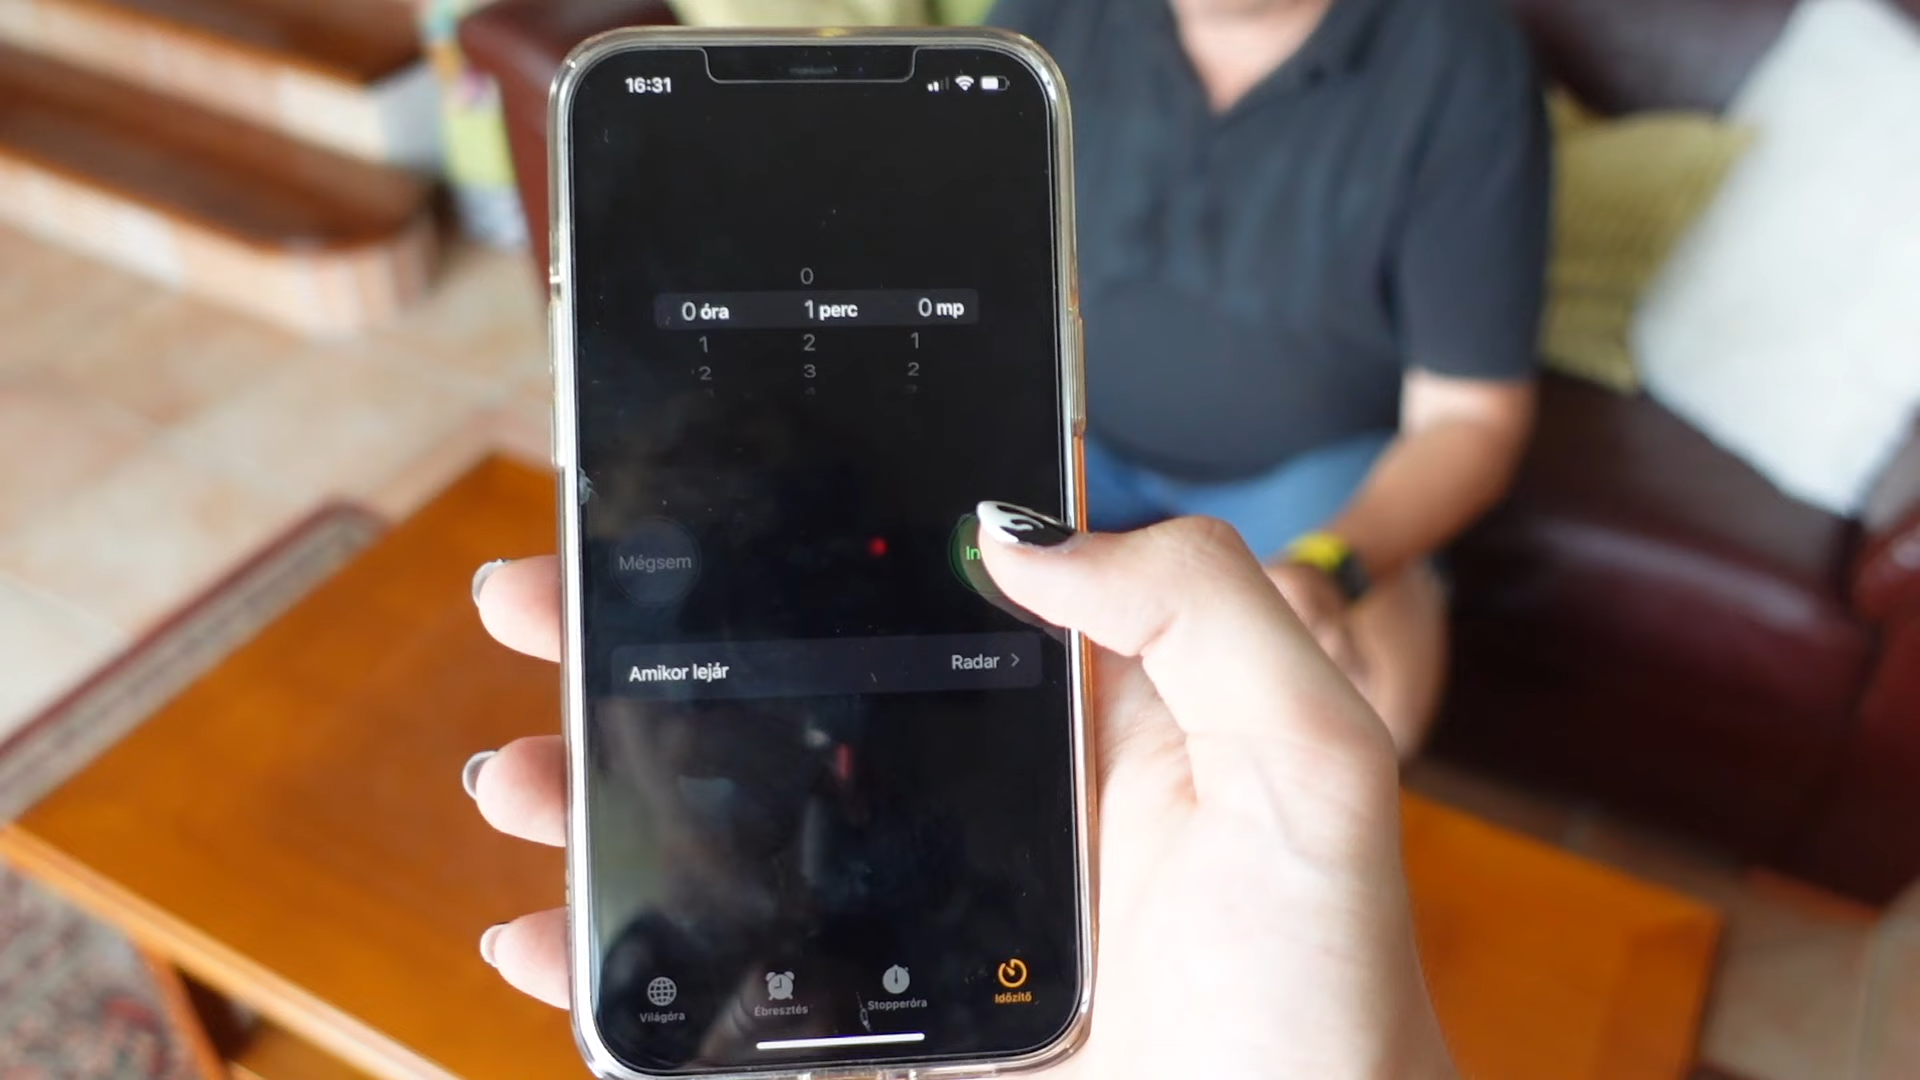 16:31
0
0 óra 1 perc 0 mp
1 2 1
2 3 2
Mégsem In
Amikor lejár Radar
Világóra Ébresztés Stopperóra Időzítő